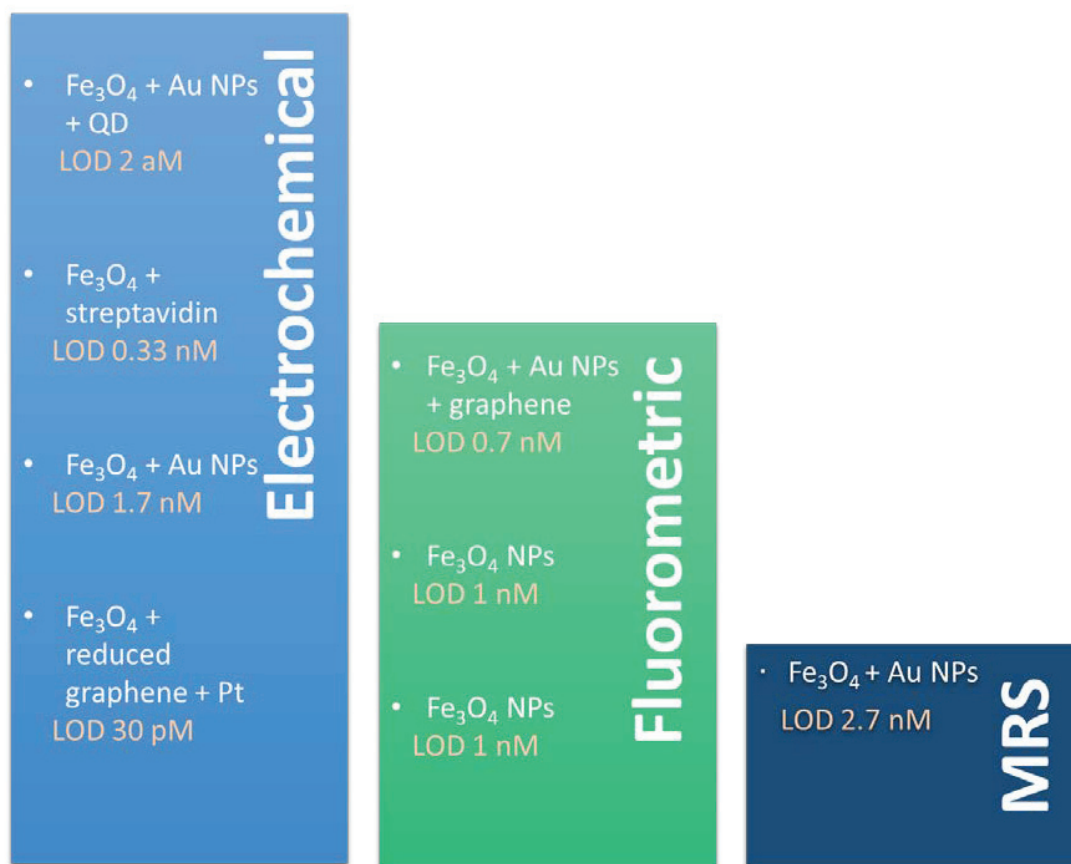 • Fe₃O₄ + Au NPs
+ QD
LOD 2 aM
• Fe₃O₄ +
streptavidin
LOD 0.33 nM
• Fe₃O₄ + Au NPs
LOD 1.7 nM
• Fe₃O₄ +
reduced
graphene + Pt
LOD 30 pM
Electrochemical
• Fe₃O₄ + Au NPs
+ graphene
LOD 0.7 nM
• Fe₃O₄ NPs
LOD 1 nM
• Fe₃O₄ NPs
LOD 1 nM
Fluorometric
• Fe₃O₄ + Au NPs
LOD 2.7 nM
MRS